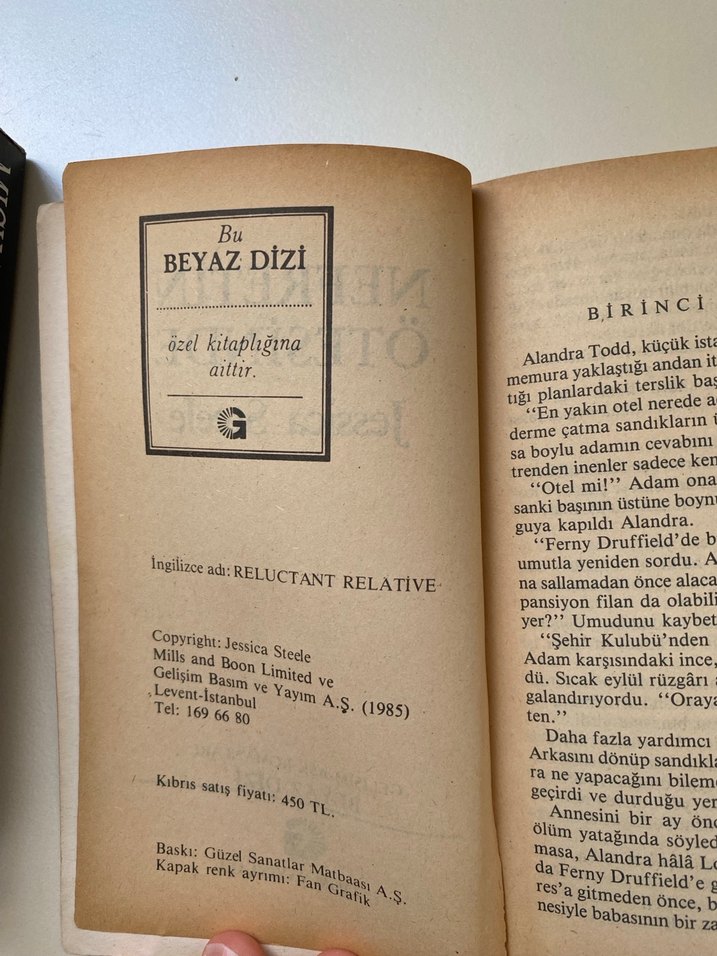 Bu
BEYAZ DİZİ
özel kitaplığına
aittir.
G
İngilizce adı: RELUCTANT RELATIVE
Copyright: Jessica Steele
Mills and Boon Limited ve
Gelişim Basım ve Yayım A.Ş. (1985)
Levent-İstanbul
Tel: 169 66 80
Kıbrıs satış fiyatı: 450 TL.
Baskı: Güzel Sanatlar Matbaası A.Ş.
Kapak renk ayrımı: Fan Grafik
BİRİNCİ
Alandra Todd, küçük ista
memura yaklaştığı andan it
tığı planlardaki terslik baş
“En yakın otel nerede a
derme çatma sandıkların ü
sa boylu adamın cevabını
trenden inenler sadece ken
“Otel mi!” Adam ona
sanki başının üstüne boynu
guya kapıldı Alandra.
“Ferny Druffield’de b
umutla yeniden sordu. A
na sallamadan önce alaca
pansiyon filan da olabili
yer?” Umudunu kaybet
“Şehir Kulubü’nden
Adam karşısındaki ince,
dü. Sıcak eylül rüzgârı a
galandırıyordu. “Oraya
ten.”
Daha fazla yardımcı
Arkasını dönüp sandıkla
ra ne yapacağını bileme
geçirdi ve durduğu yer
Annesini bir ay önc
ölüm yatağında söyled
masa, Alandra hâlâ Lo
da Ferny Druffield’e g
res’a gitmeden önce, b
nesiyle babasının bir za